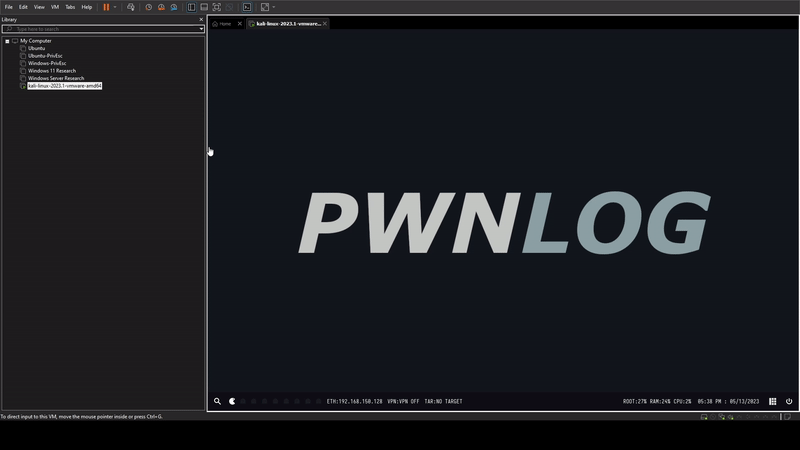 File Edit View VM Tabs Help
Library
Type here to search
My Computer
Ubuntu
Ubuntu-PrivEsc
Windows-PrivEsc
Windows 11 Research
Windows Server Research
kali-linux-2023.1-vmware-amd64
Home
kali-linux-2023.1-vmware...
PWNLOG
ETH:192.168.150.128 VPN:VPN OFF TAR:NO TARGET
ROOT:27% RAM:24% CPU:2% 05:38 PM : 05/13/2023
To direct input to this VM, move the mouse pointer inside or press Ctrl+G.